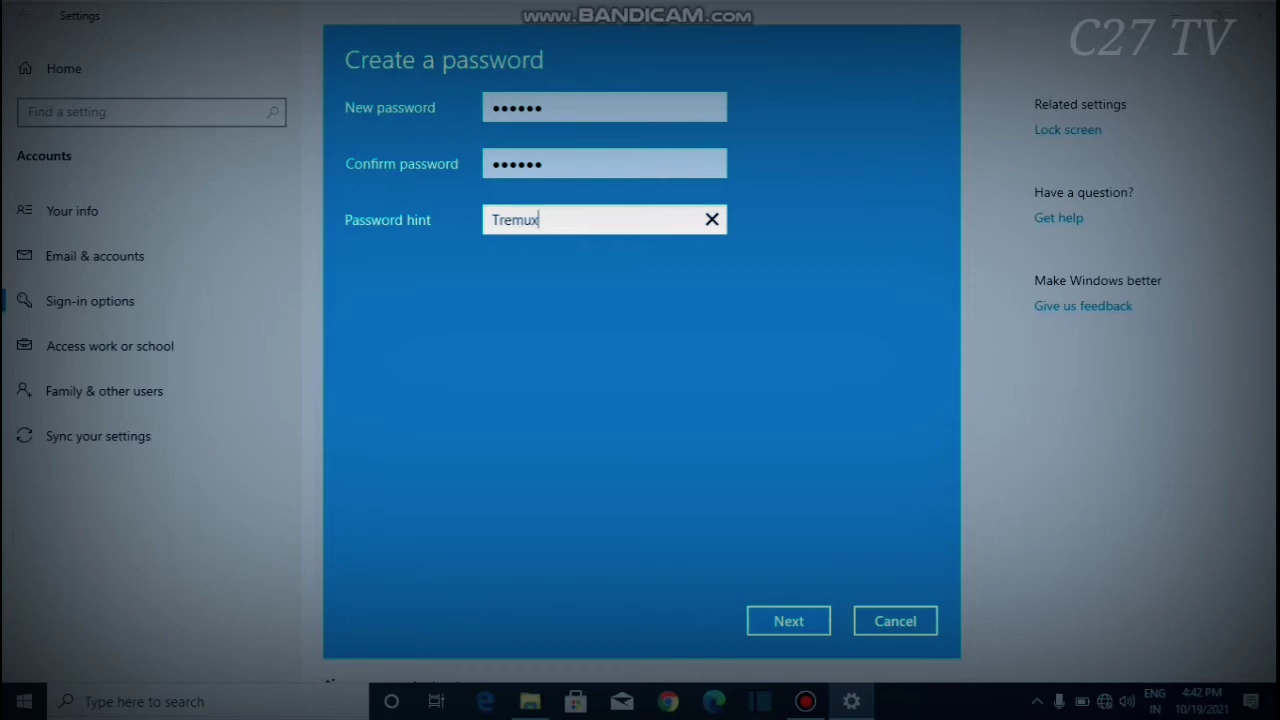 Settings
www.BANDICAM.com
C27 TV
Home
Find a setting
Accounts
Your info
Email & accounts
Sign-in options
Access work or school
Family & other users
Sync your settings
Create a password
New password ••••••
Confirm password ••••••
Password hint Tremux
Next Cancel
Related settings
Lock screen
Have a question?
Get help
Make Windows better
Give us feedback
Type here to search
ENG
IN
4:42 PM
10/19/2021